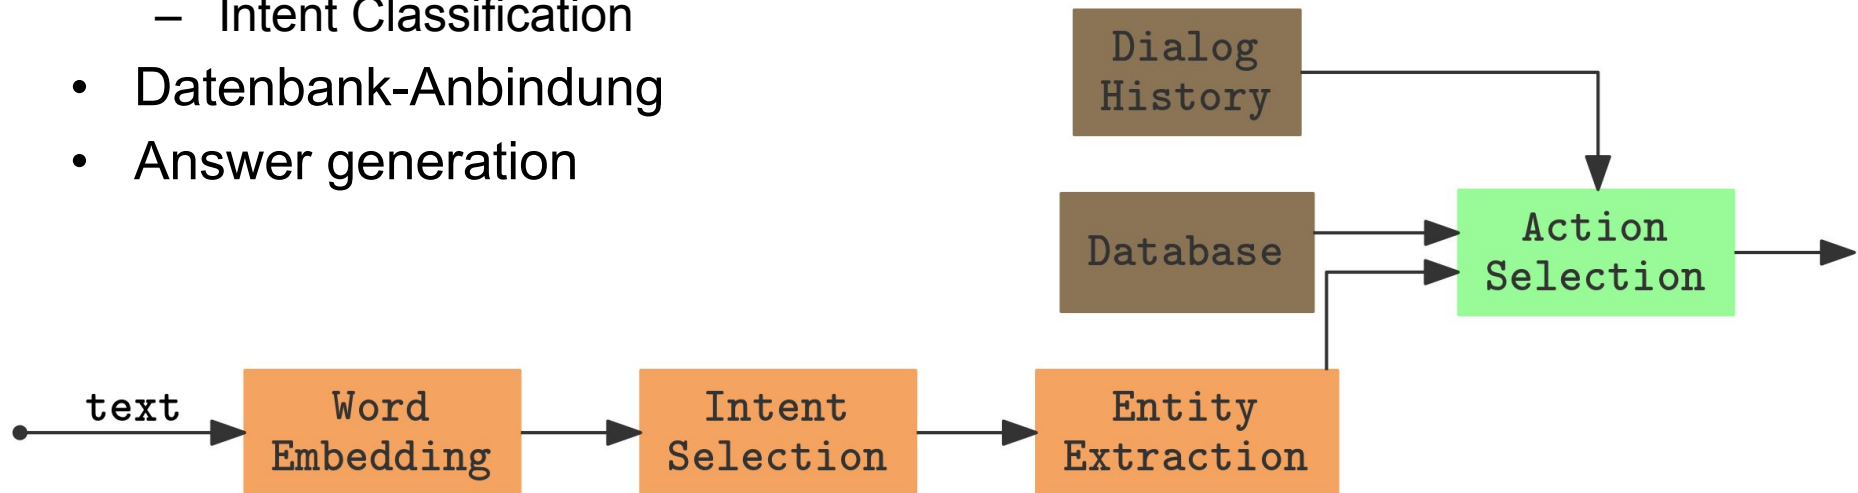 – Intent Classification
• Datenbank-Anbindung
• Answer generation
Dialog
History
Database
Action
Selection
text
Word
Embedding
Intent
Selection
Entity
Extraction